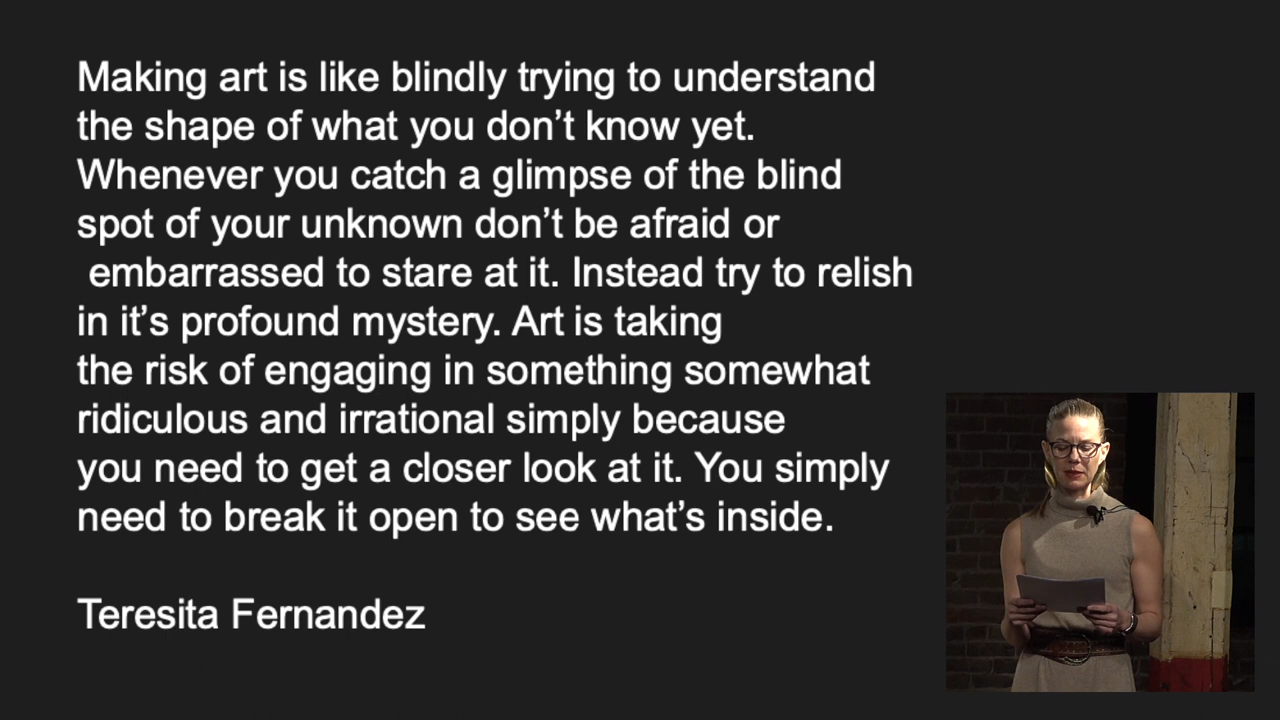 Making art is like blindly trying to understand
the shape of what you don’t know yet.
Whenever you catch a glimpse of the blind
spot of your unknown don’t be afraid or
embarrassed to stare at it. Instead try to relish
in it’s profound mystery. Art is taking
the risk of engaging in something somewhat
ridiculous and irrational simply because
you need to get a closer look at it. You simply
need to break it open to see what’s inside.
Teresita Fernandez